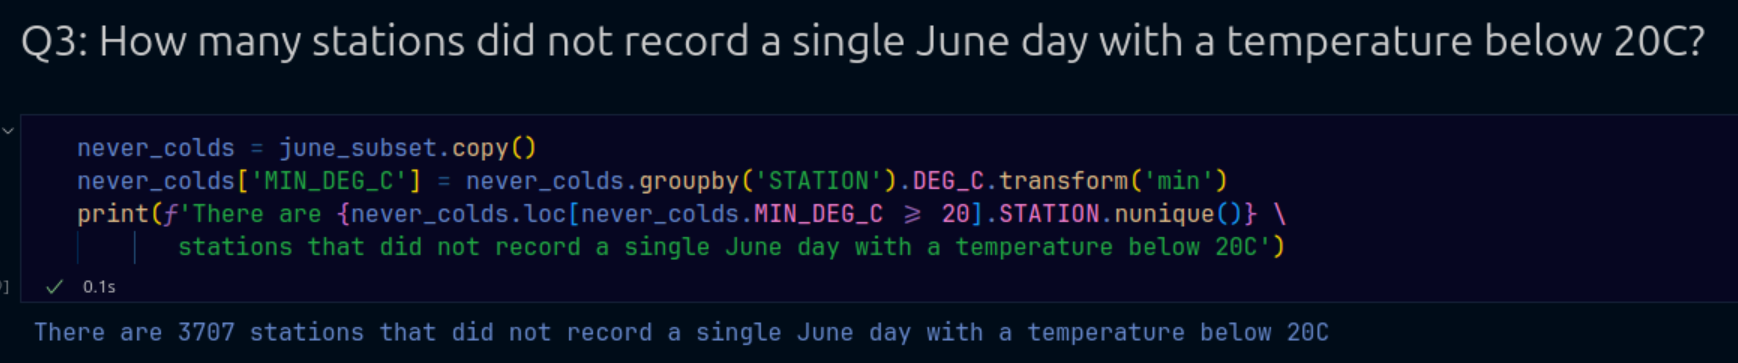 Q3: How many stations did not record a single June day with a temperature below 20C?
never_colds = june_subset.copy()
never_colds['MIN_DEG_C'] = never_colds.groupby('STATION').DEG_C.transform('min')
print(f'There are {never_colds.loc[never_colds.MIN_DEG_C ⩾ 20].STATION.nunique()} \
stations that did not record a single June day with a temperature below 20C')
] ✓ 0.1s
There are 3707 stations that did not record a single June day with a temperature below 20C